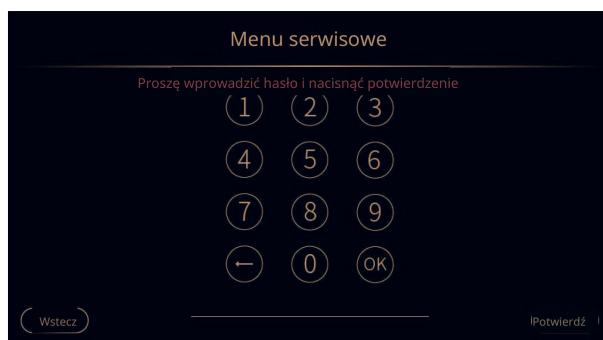 Menu serwisowe
Proszę wprowadzić hasło i nacisnąć potwierdzenie
1 2 3
4 5 6
7 8 9
← 0 OK
Wstecz Potwierdź